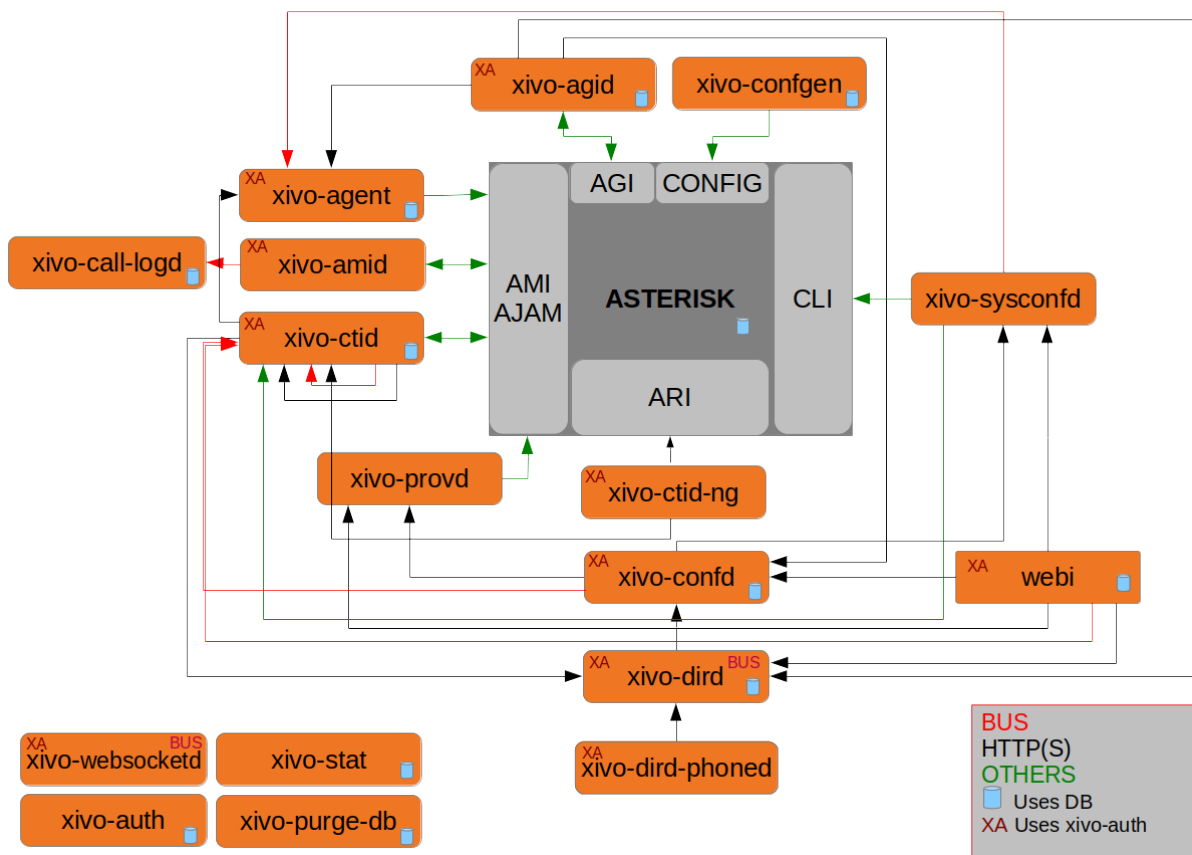 XA
xivo-agid
xivo-confgen
XA
xivo-agent
AGI
CONFIG
xivo-call-logd
XA
xivo-amid
AMI
AJAM
ASTERISK
CLI
xivo-sysconfd
XA
xivo-ctid
ARI
xivo-provd
XA
xivo-ctid-ng
XA
xivo-confd
XA
webi
XA
BUS
xivo-dird
XA
xivo-dird-phoned
XA
BUS
xivo-websocketd
xivo-stat
xivo-auth
xivo-purge-db
BUS
HTTP(S)
OTHERS
Uses DB
XA Uses xivo-auth